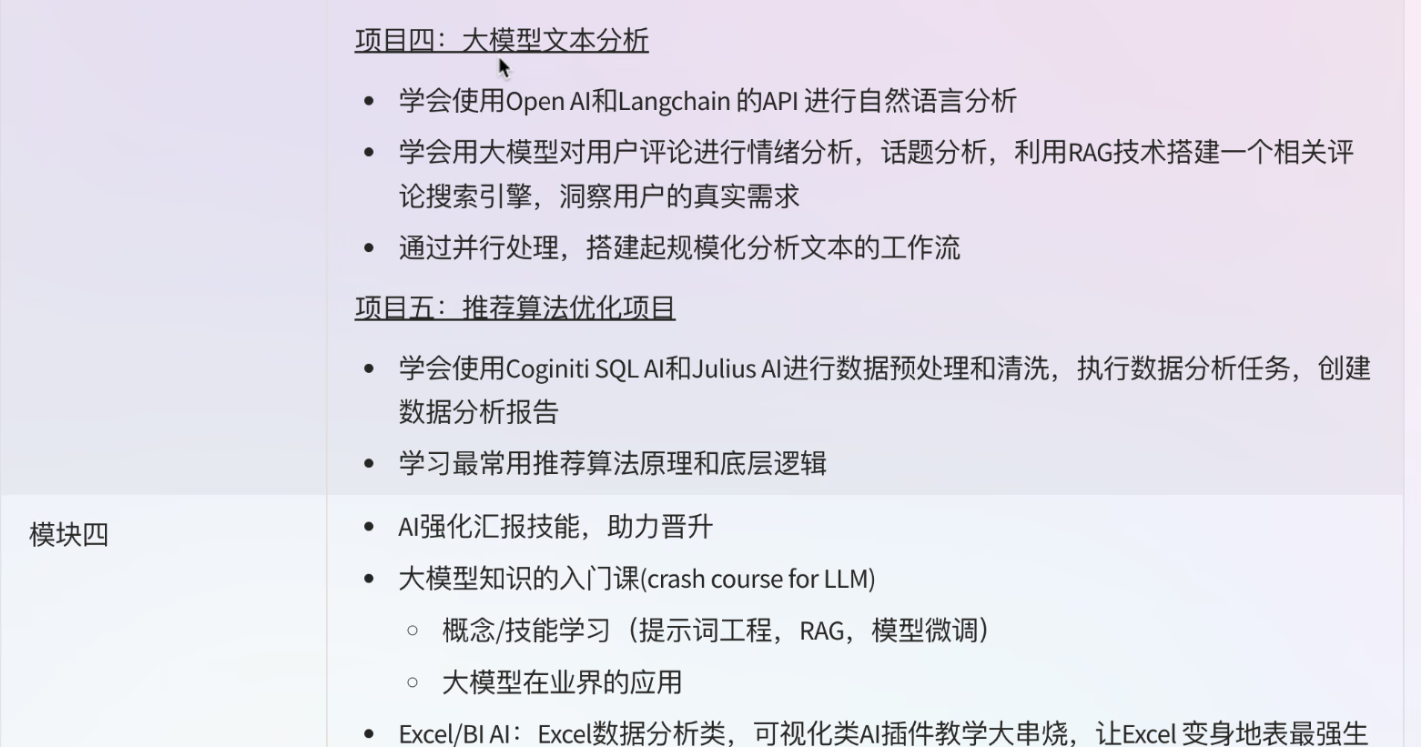 项目四：大模型文本分析
• 学会使用Open AI和Langchain 的API 进行自然语言分析
• 学会用大模型对用户评论进行情绪分析，话题分析，利用RAG技术搭建一个相关评
论搜索引擎，洞察用户的真实需求
• 通过并行处理，搭建起规模化分析文本的工作流
项目五：推荐算法优化项目
• 学会使用Coginiti SQL AI和Julius AI进行数据预处理和清洗，执行数据分析任务，创建
数据分析报告
• 学习最常用推荐算法原理和底层逻辑
模块四
• AI强化汇报技能，助力晋升
• 大模型知识的入门课(crash course for LLM)
○ 概念/技能学习（提示词工程，RAG，模型微调）
○ 大模型在业界的应用
• Excel/BI AI：Excel数据分析类，可视化类AI插件教学大串烧，让Excel 变身地表最强生